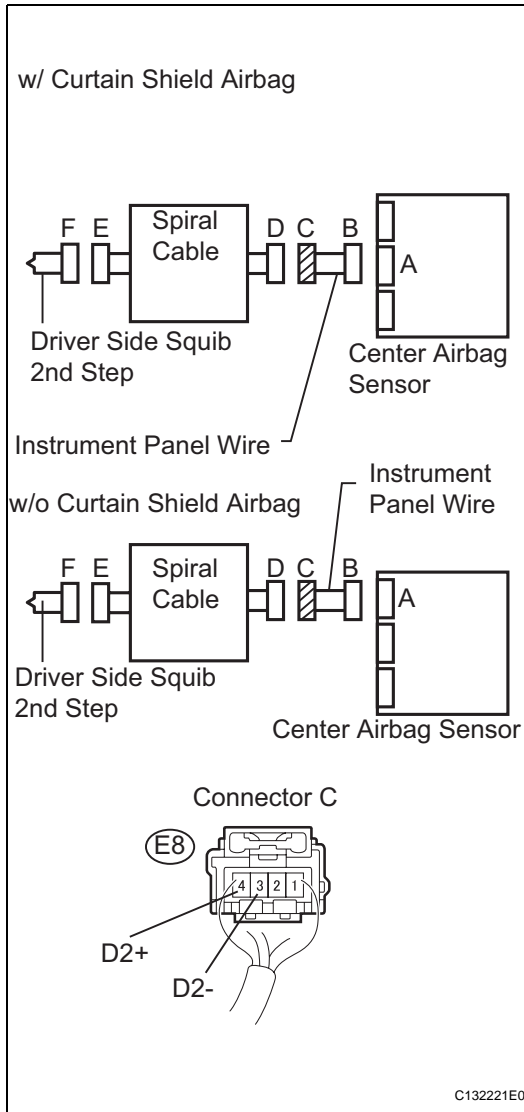 w/ Curtain Shield Airbag
F E Spiral Cable D C B
A
Driver Side Squib
2nd Step
Center Airbag
Sensor
Instrument Panel Wire
Instrument
Panel Wire
w/o Curtain Shield Airbag
F E Spiral Cable D C B
A
Driver Side Squib
2nd Step
Center Airbag Sensor
Connector C
E8
4 3 2 1
D2+
D2-
C132221E0